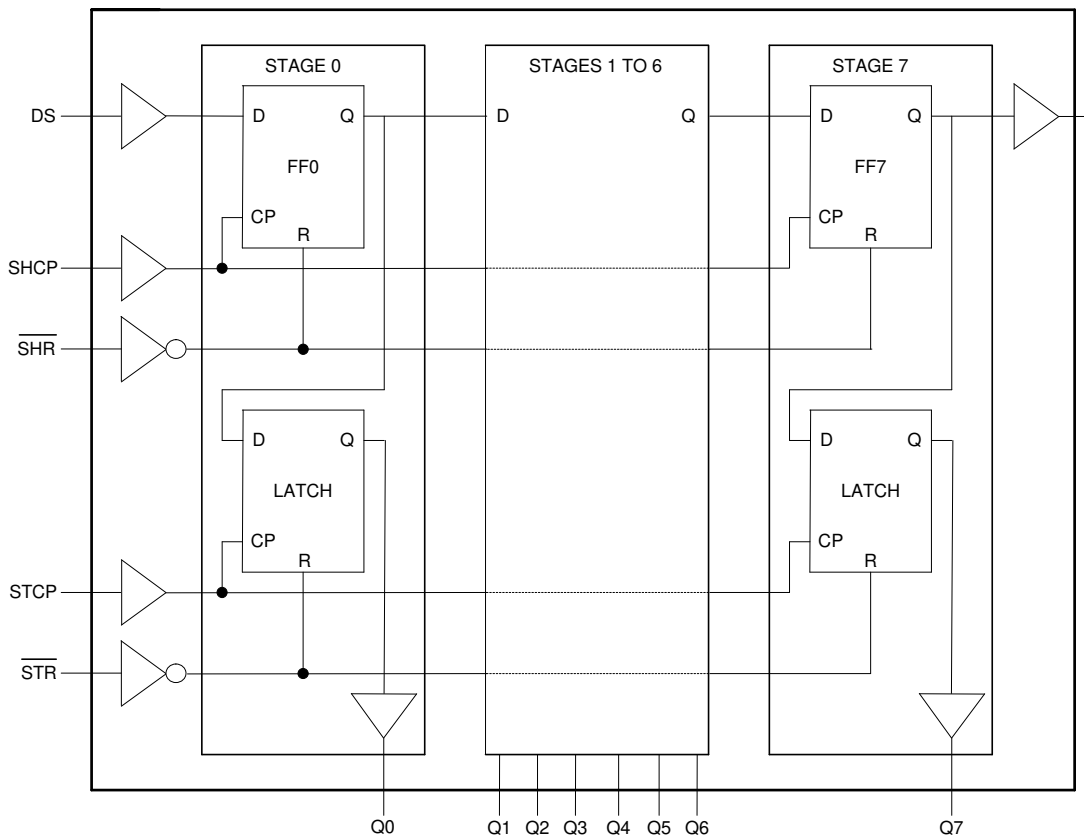 STAGE 0
STAGES 1 TO 6
STAGE 7
DS
D
Q
D
Q
D
Q
FF0
FF7
CP
R
CP
R
SHCP
SHR
D
Q
D
Q
LATCH
LATCH
CP
R
CP
R
STCP
STR
Q0
Q1
Q2
Q3
Q4
Q5
Q6
Q7